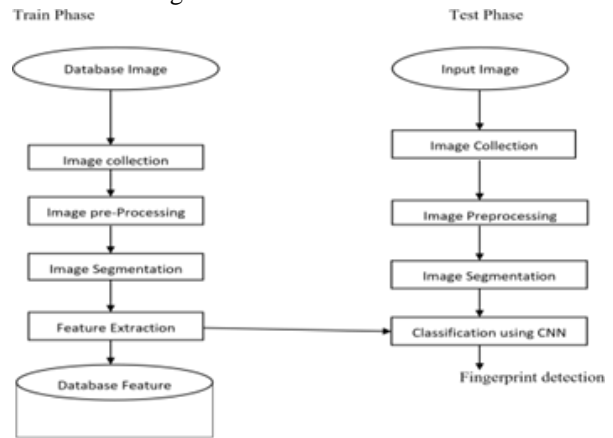 Train Phase
Database Image
Image collection
Image pre-Processing
Image Segmentation
Feature Extraction
Database Feature
Test Phase
Input Image
Image Collection
Image Preprocessing
Image Segmentation
Classification using CNN
Fingerprint detection